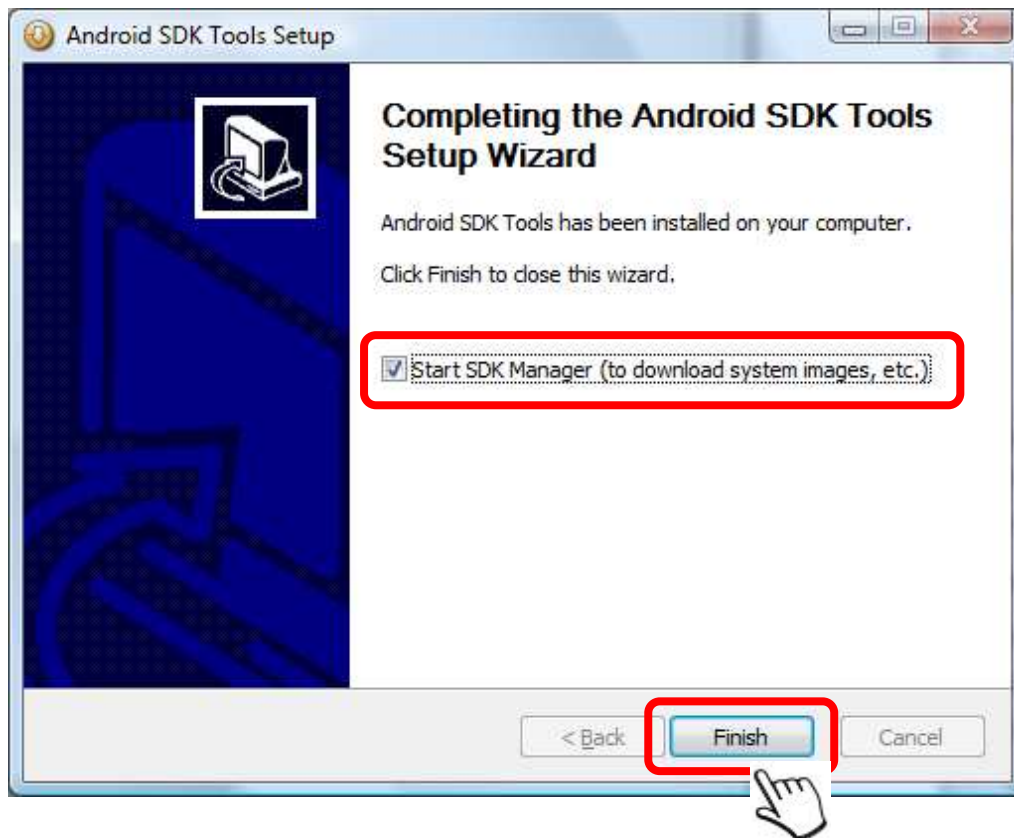 Android SDK Tools Setup
Completing the Android SDK Tools
Setup Wizard
Android SDK Tools has been installed on your computer.
Click Finish to close this wizard.
Start SDK Manager (to download system images, etc.)
< Back Finish Cancel